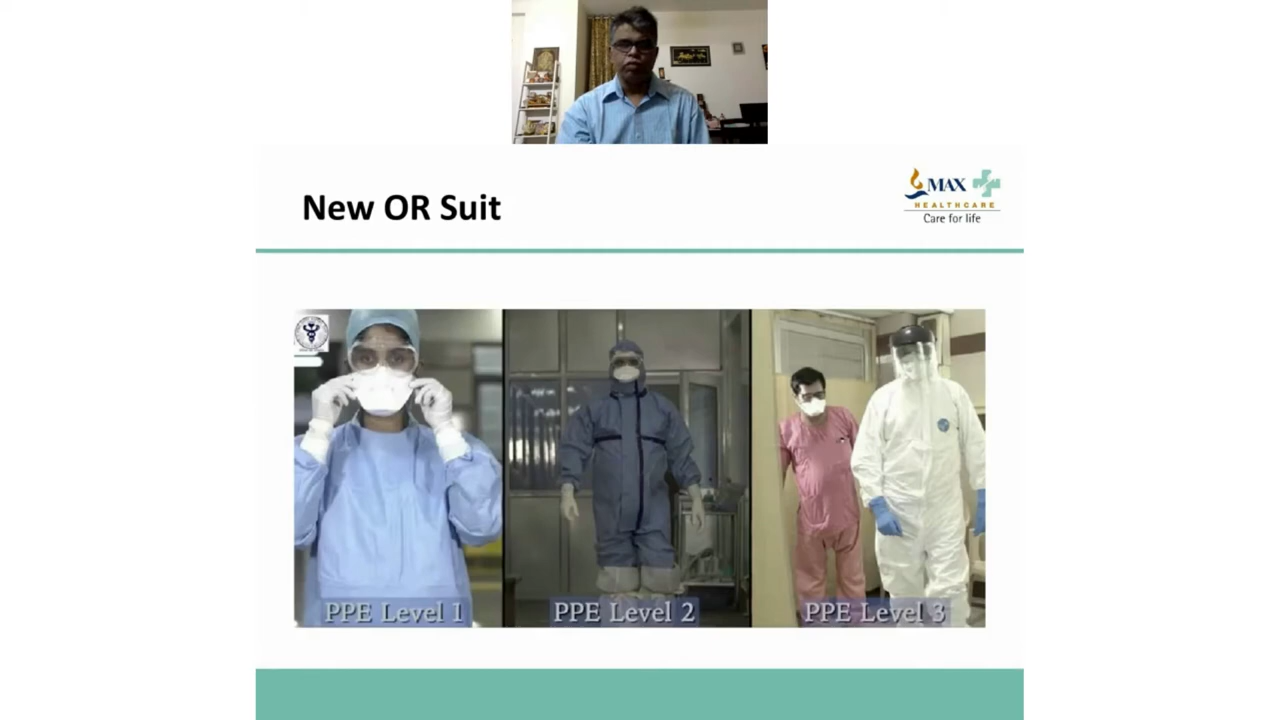 New OR Suit
MAX
HEALTHCARE
Care for life
PPE Level 1
PPE Level 2
PPE Level 3